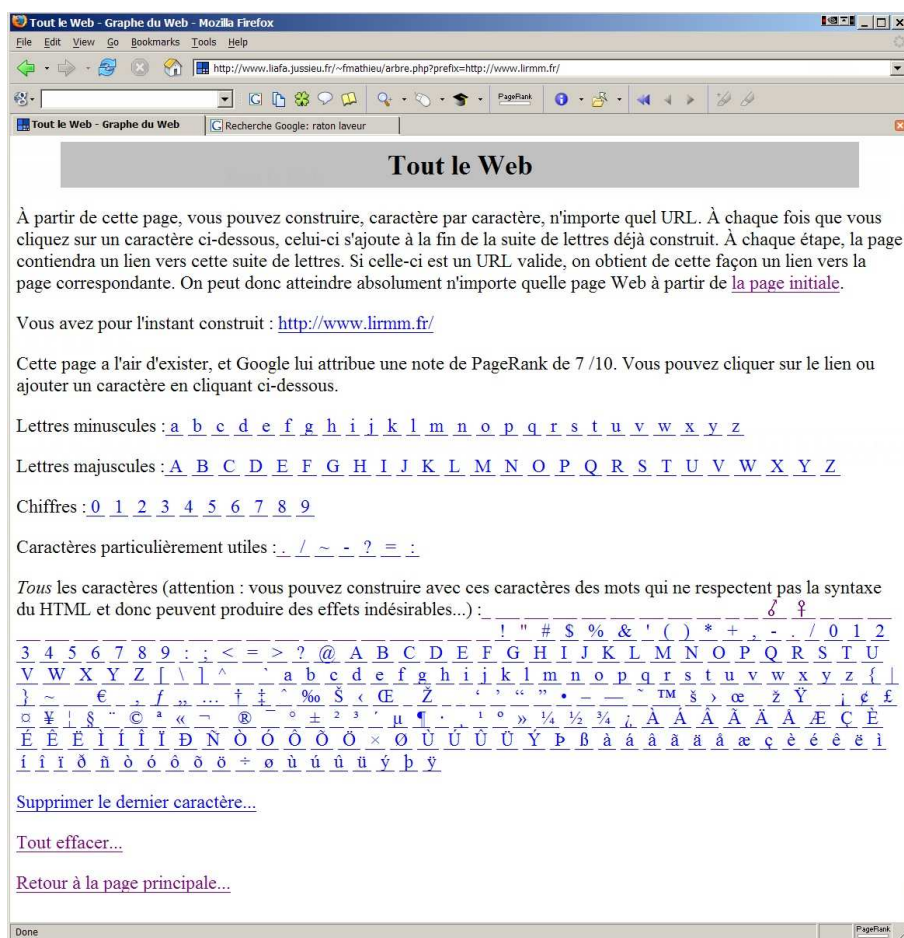 Tout le Web - Graphe du Web - Mozilla Firefox
File Edit View Go Bookmarks Tools Help
http://www.liafa.jussieu.fr/~fmathieu/arbre.php?prefix=http://www.lirmm.fr/
PageRank
Tout le Web - Graphe du Web Recherche Google: raton laveur
Tout le Web
À partir de cette page, vous pouvez construire, caractère par caractère, n'importe quel URL. À chaque fois que vous
cliquez sur un caractère ci-dessous, celui-ci s'ajoute à la fin de la suite de lettres déjà construit. À chaque étape, la page
contiendra un lien vers cette suite de lettres. Si celle-ci est un URL valide, on obtient de cette façon un lien vers la
page correspondante. On peut donc atteindre absolument n'importe quelle page Web à partir de la page initiale.
Vous avez pour l'instant construit : http://www.lirmm.fr/
Cette page a l'air d'exister, et Google lui attribue une note de PageRank de 7 /10. Vous pouvez cliquer sur le lien ou
ajouter un caractère en cliquant ci-dessous.
Lettres minuscules : a b c d e f g h i j k l m n o p q r s t u v w x y z
Lettres majuscules : A B C D E F G H I J K L M N O P Q R S T U V W X Y Z
Chiffres : 0 1 2 3 4 5 6 7 8 9
Caractères particulièrement utiles : . / ~ - ? = :
Tous les caractères (attention : vous pouvez construire avec ces caractères des mots qui ne respectent pas la syntaxe
du HTML et donc peuvent produire des effets indésirables...) : ♂ ♀
! " # $ % & ' ( ) * + , - . / 0 1 2
3 4 5 6 7 8 9 : ; < = > ? @ A B C D E F G H I J K L M N O P Q R S T U
V W X Y Z [ \ ] ^ _ ` a b c d e f g h i j k l m n o p q r s t u v w x y z { |
} ~ € ‚ ƒ „ … † ‡ ˆ ‰ Š ‹ Œ Ž ‘ ’ “ ” • – — ˜ ™ š › œ ž Ÿ ¡ ¢ £
¤ ¥ ¦ § ¨ © ª « ¬ ® ¯ ° ± ² ³ ´ µ ¶ · ¸ ¹ º » ¼ ½ ¾ ¿ À Á Â Ã Ä Å Æ Ç È
É Ê Ë Ì Í Î Ï Ð Ñ Ò Ó Ô Õ Ö × Ø Ù Ú Û Ü Ý Þ ß à á â ã ä å æ ç è é ê ë ì
í î ï ð ñ ò ó ô õ ö ÷ ø ù ú û ü ý þ ÿ
Supprimer le dernier caractère...
Tout effacer...
Retour à la page principale...
Done PageRank